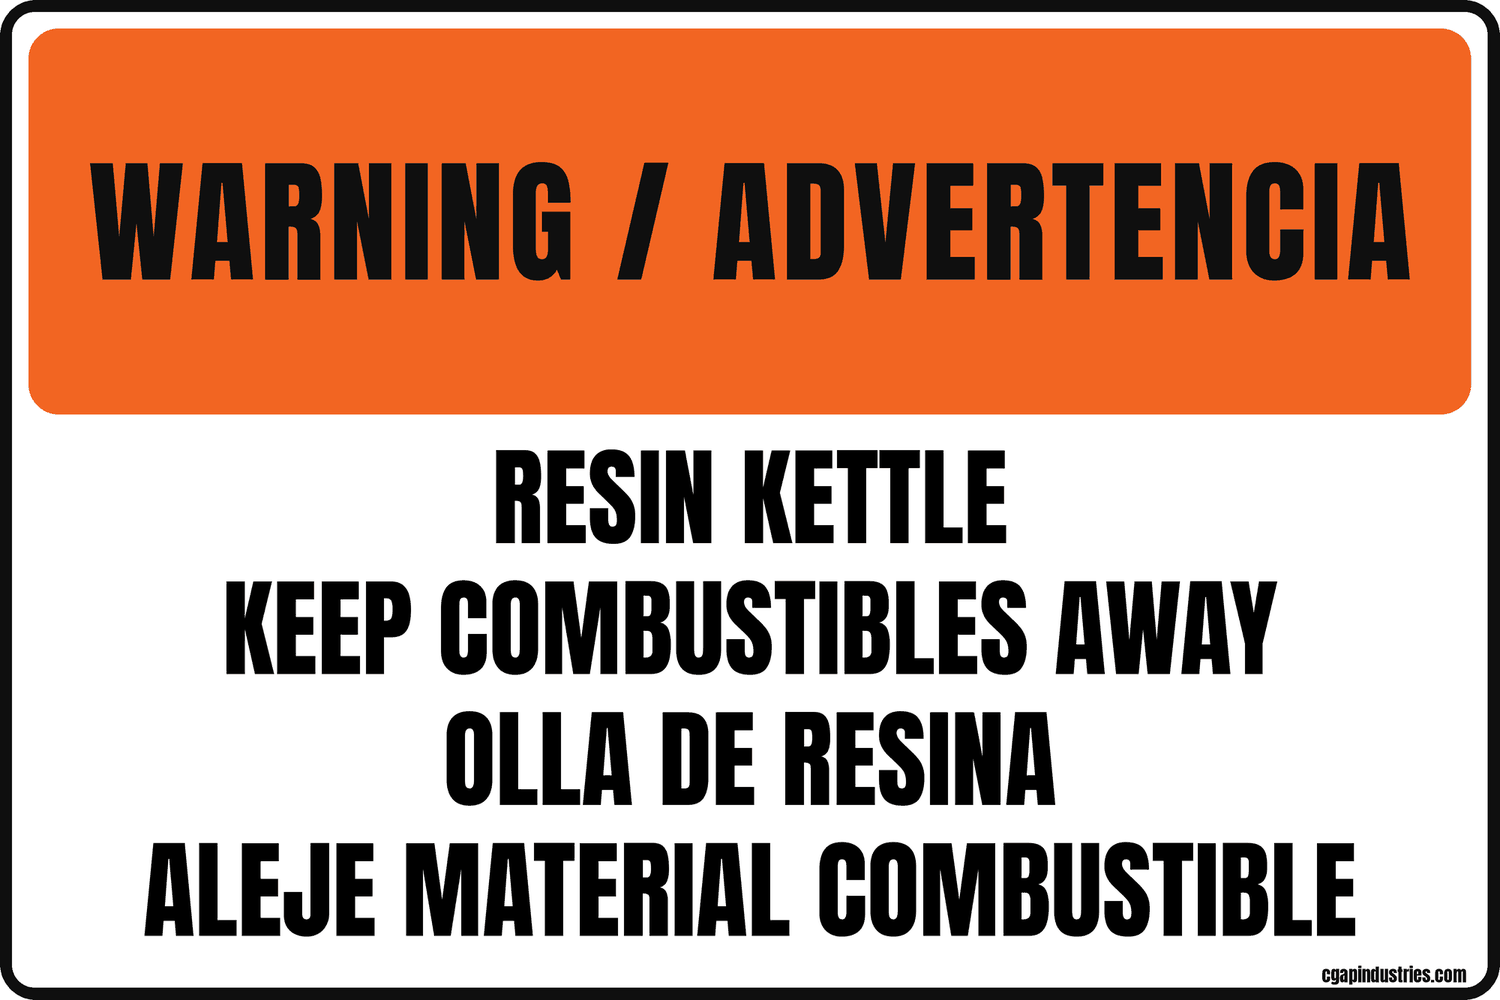 WARNING / ADVERTENCIA
RESIN KETTLE
KEEP COMBUSTIBLES AWAY
OLLA DE RESINA
ALEJE MATERIAL COMBUSTIBLE
cgapindustries.com